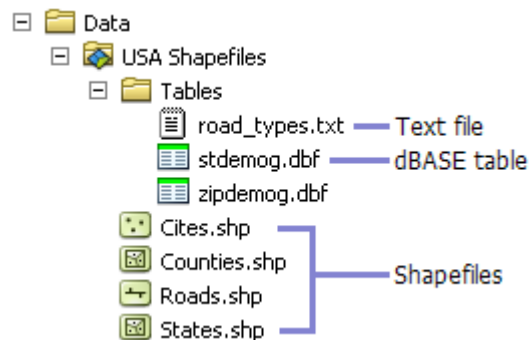 Data
USA Shapefiles
Tables
road_types.txt Text file
stdemog.dbf dBASE table
zipdemog.dbf
Cites.shp
Counties.shp
Shapefiles
Roads.shp
States.shp